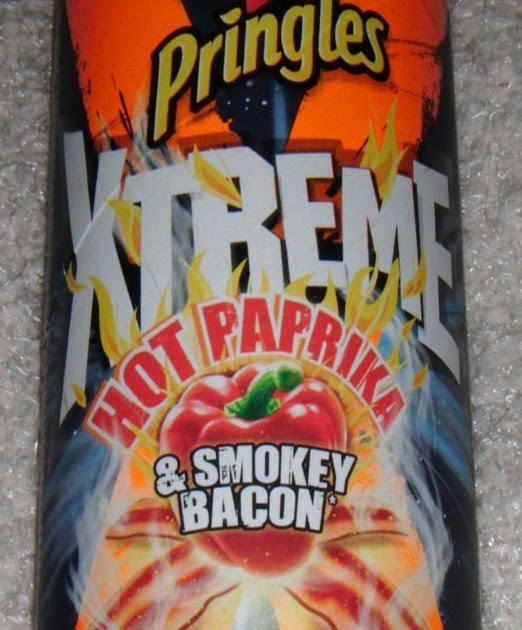 Pringles®
XTREME
HOT PAPRIKA
& SMOKEY
BACON*